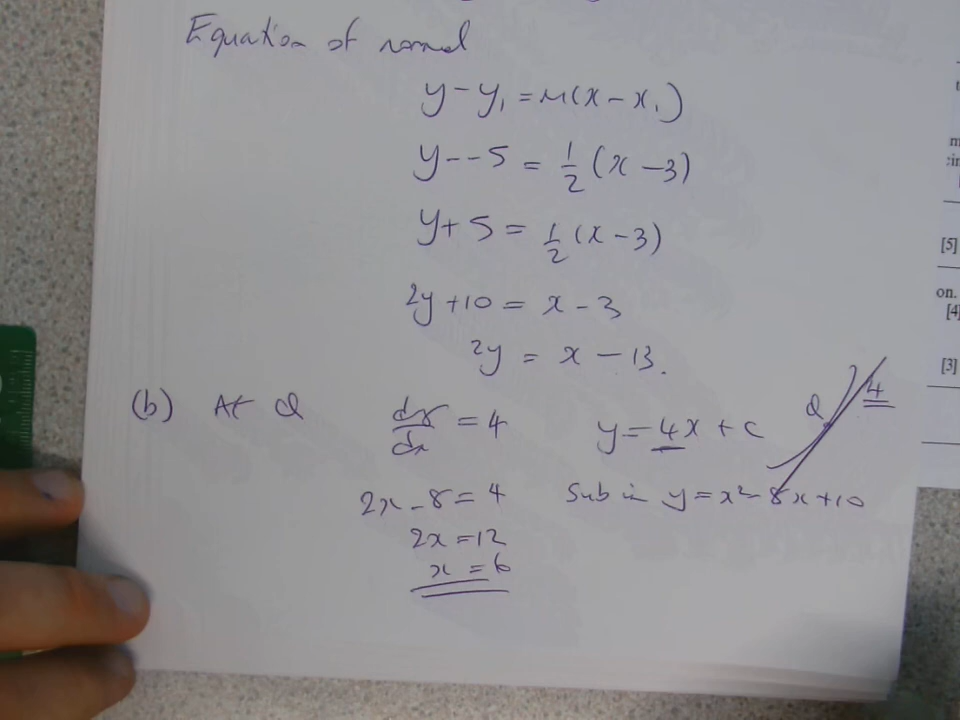 Equation of normal
y - y₁ = m(x - x₁)
y - -5 = 1/2 (x - 3)
y + 5 = 1/2 (x - 3)
2y + 10 = x - 3
2y = x - 13.
(b) At Q dy/dx = 4 y = 4x + c Q 4
2x - 8 = 4 Sub in y = x² - 8x + 10
2x = 12
x = 6
[5]
on.
[4]
[3]